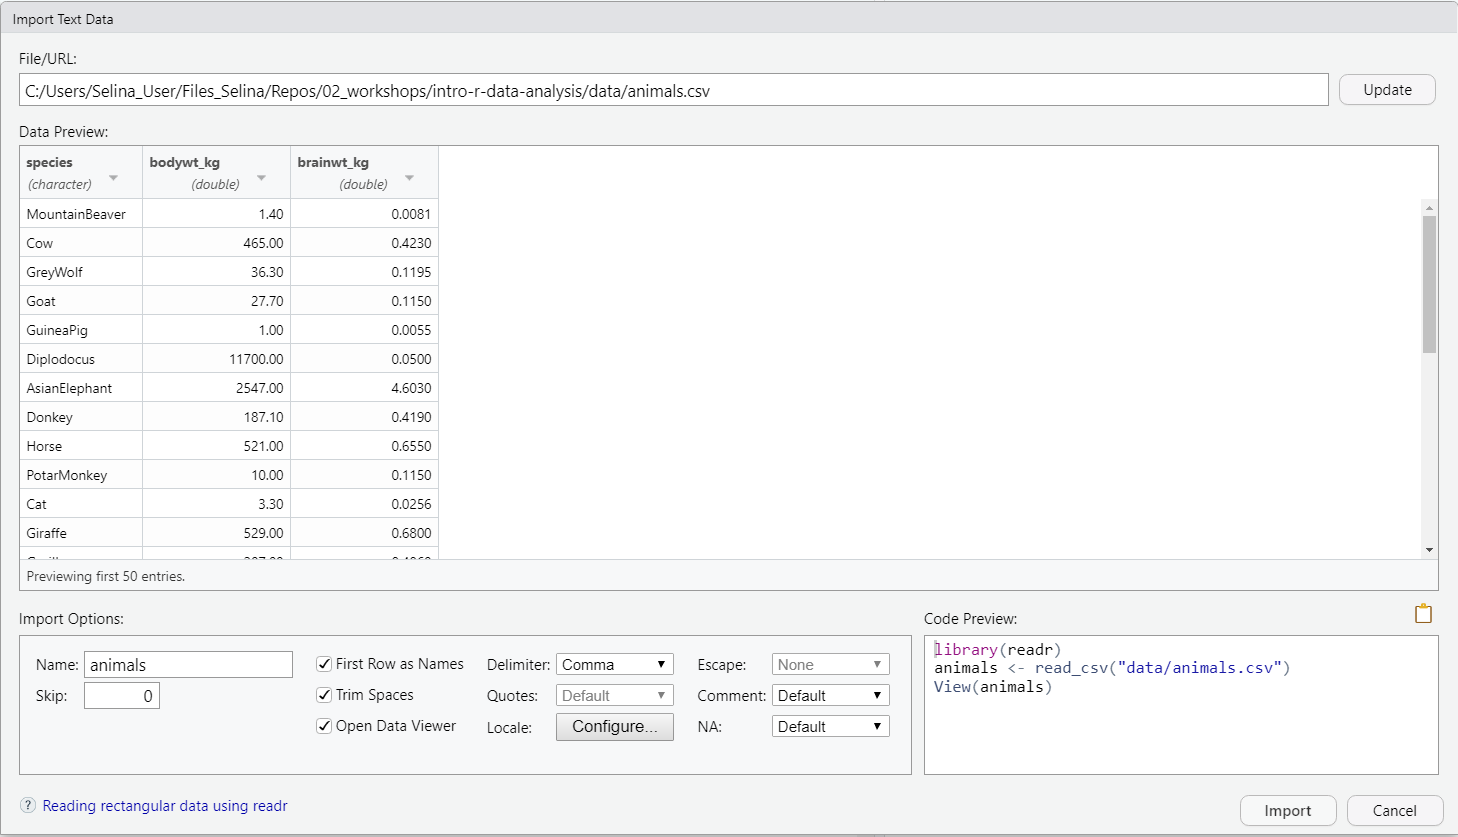 Import Text Data
File/URL:
C:/Users/Selina_User/Files_Selina/Repos/02_workshops/intro-r-data-analysis/data/animals.csv
Update
Data Preview:
species bodywt_kg brainwt_kg
(character) (double) (double)
MountainBeaver 1.40 0.0081
Cow 465.00 0.4230
GreyWolf 36.30 0.1195
Goat 27.70 0.1150
GuineaPig 1.00 0.0055
Diplodocus 11700.00 0.0500
AsianElephant 2547.00 4.6030
Donkey 187.10 0.4190
Horse 521.00 0.6550
PotarMonkey 10.00 0.1150
Cat 3.30 0.0256
Giraffe 529.00 0.6800
Previewing first 50 entries.
Import Options:
Name: animals
Skip: 0
First Row as Names
Trim Spaces
Open Data Viewer
Delimiter: Comma
Quotes: Default
Locale: Configure...
Escape: None
Comment: Default
NA: Default
Code Preview:
library(readr)
animals <- read_csv("data/animals.csv")
View(animals)
? Reading rectangular data using readr
Import
Cancel